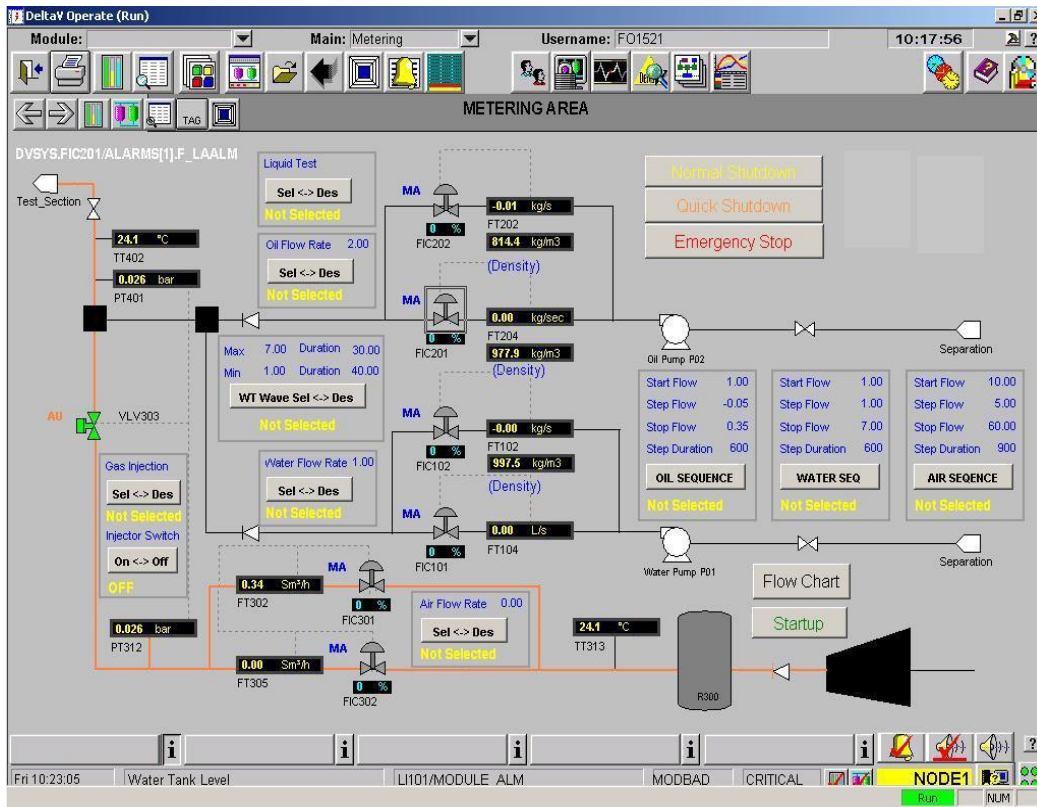 DeltaV Operate (Run)
Module:
Main: Metering
Username: FO1521
10:17:56
TAG
METERING AREA
DVSYS.FIC201/ALARMS[1].F_LAALM
Test_Section
24.1 °C
TT402
0.026 bar
PT401
Liquid Test
Sel <-> Des
Not Selected
Oil Flow Rate 2.00
Sel <-> Des
Not Selected
Max 7.00 Duration 30.00
Min 1.00 Duration 40.00
WT Wave Sel <-> Des
Not Selected
Water Flow Rate 1.00
Sel <-> Des
Not Selected
MA
0 %
FIC202
-0.01 kg/s
FT202
814.4 kg/m3
(Density)
MA
0 %
FIC201
0.00 kg/sec
FT204
977.9 kg/m3
(Density)
MA
0 %
FIC102
-0.00 kg/s
FT102
997.5 kg/m3
(Density)
MA
0 %
FIC101
0.00 L/s
FT104
Normal Shutdown
Quick Shutdown
Emergency Stop
Oil Pump P02
Separation
Start Flow 1.00
Step Flow -0.05
Stop Flow 0.35
Step Duration 600
OIL SEQUENCE
Not Selected
Start Flow 1.00
Step Flow 1.00
Stop Flow 7.00
Step Duration 600
WATER SEQ
Not Selected
Start Flow 10.00
Step Flow 5.00
Stop Flow 60.00
Step Duration 900
AIR SEQENCE
Not Selected
Water Pump P01
Separation
Flow Chart
Startup
AU
VLV303
Gas Injection
Sel <-> Des
Not Selected
Injector Switch
On <-> Off
OFF
0.026 bar
PT312
0.34 Sm³/h
FT302
MA
0 %
FIC301
0.00 Sm³/h
FT305
MA
0 %
FIC302
Air Flow Rate 0.00
Sel <-> Des
Not Selected
24.1 °C
TT313
R300
Fri 10:23:05
Water Tank Level
LI101/MODULE_ALM
MODBAD
CRITICAL
NODE1
Run
NUM